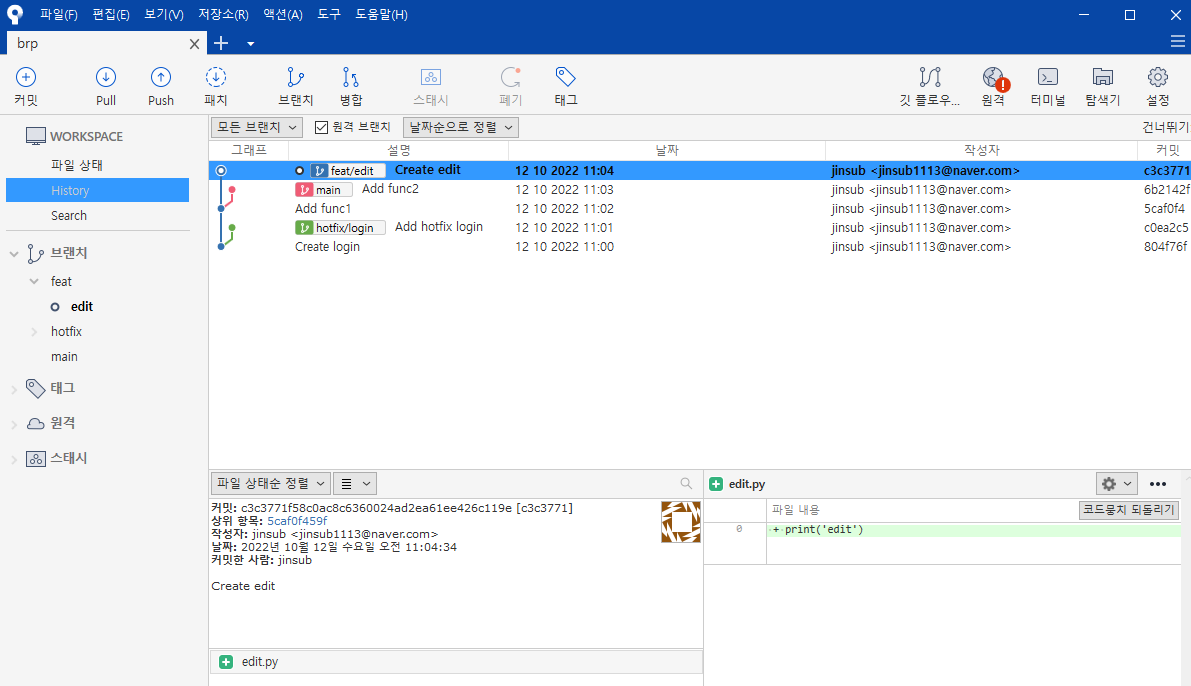 파일(F) 편집(E) 보기(V) 저장소(R) 액션(A) 도구 도움말(H)
brp
커밋 Pull Push 패치 브랜치 병합 스태시 폐기 태그 깃 플로우... 원격 터미널 탐색기 설정
WORKSPACE
파일 상태
History
Search
브랜치
feat
edit
hotfix
main
태그
원격
스태시
모든 브랜치 원격 브랜치 날짜순으로 정렬 건너뛰기
그래프 설명 날짜 작성자 커밋
feat/edit Create edit 12 10 2022 11:04 jinsub <jinsub1113@naver.com> c3c3771
main Add func2 12 10 2022 11:03 jinsub <jinsub1113@naver.com> 6b2142f
Add func1 12 10 2022 11:02 jinsub <jinsub1113@naver.com> 5caf0f4
hotfix/login Add hotfix login 12 10 2022 11:01 jinsub <jinsub1113@naver.com> c0ea2c5
Create login 12 10 2022 11:00 jinsub <jinsub1113@naver.com> 804f76f
파일 상태순 정렬
커밋: c3c3771f58c0ac8c6360024ad2ea61ee426c119e [c3c3771]
상위 항목: 5caf0f459f
작성자: jinsub <jinsub1113@naver.com>
날짜: 2022년 10월 12일 수요일 오전 11:04:34
커밋한 사람: jinsub
Create edit
edit.py
edit.py
파일 내용 코드뭉치 되돌리기
0 + print('edit')